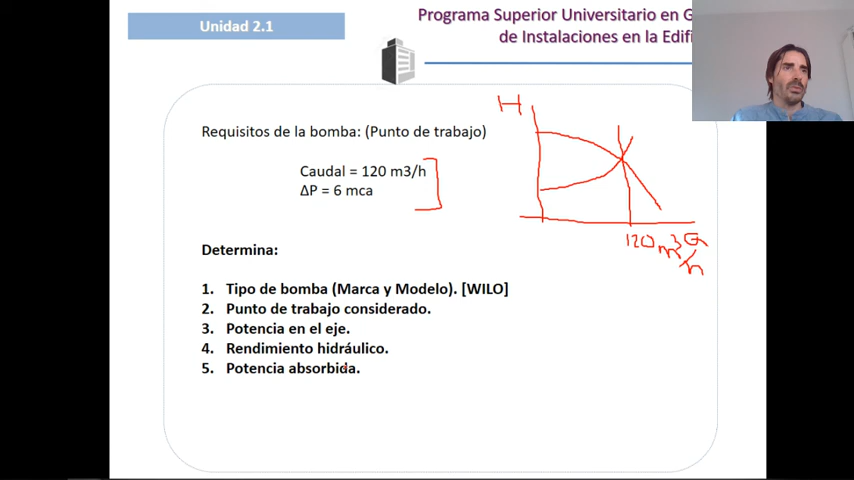 Unidad 2.1
Programa Superior Universitario en G
de Instalaciones en la Edifi
Requisitos de la bomba: (Punto de trabajo)
Caudal = 120 m3/h
ΔP = 6 mca
H
120 m3/h
G
Determina:
1. Tipo de bomba (Marca y Modelo). [WILO]
2. Punto de trabajo considerado.
3. Potencia en el eje.
4. Rendimiento hidráulico.
5. Potencia absorbida.